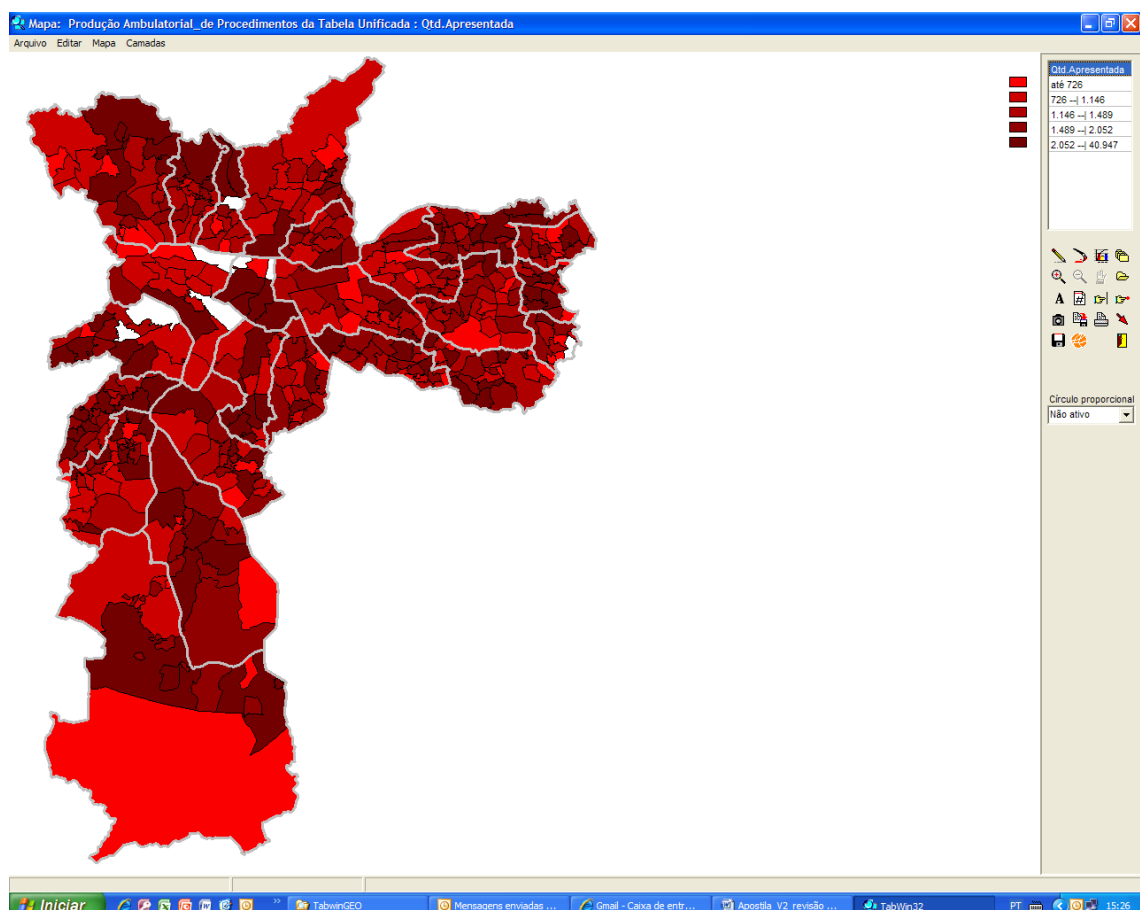 Mapa: Produção Ambulatorial_de Procedimentos da Tabela Unificada : Qtd.Apresentada
Arquivo Editar Mapa Camadas
Qtd.Apresentada
até 726
726 --| 1.146
1.146 --| 1.489
1.489 --| 2.052
2.052 --| 40.947
A #
Círculo proporcional
Não ativo
Iniciar
TabwinGEO
Mensagens enviadas ...
Gmail - Caixa de entr...
Apostila_V2_revisão ...
TabWin32
PT
15:26